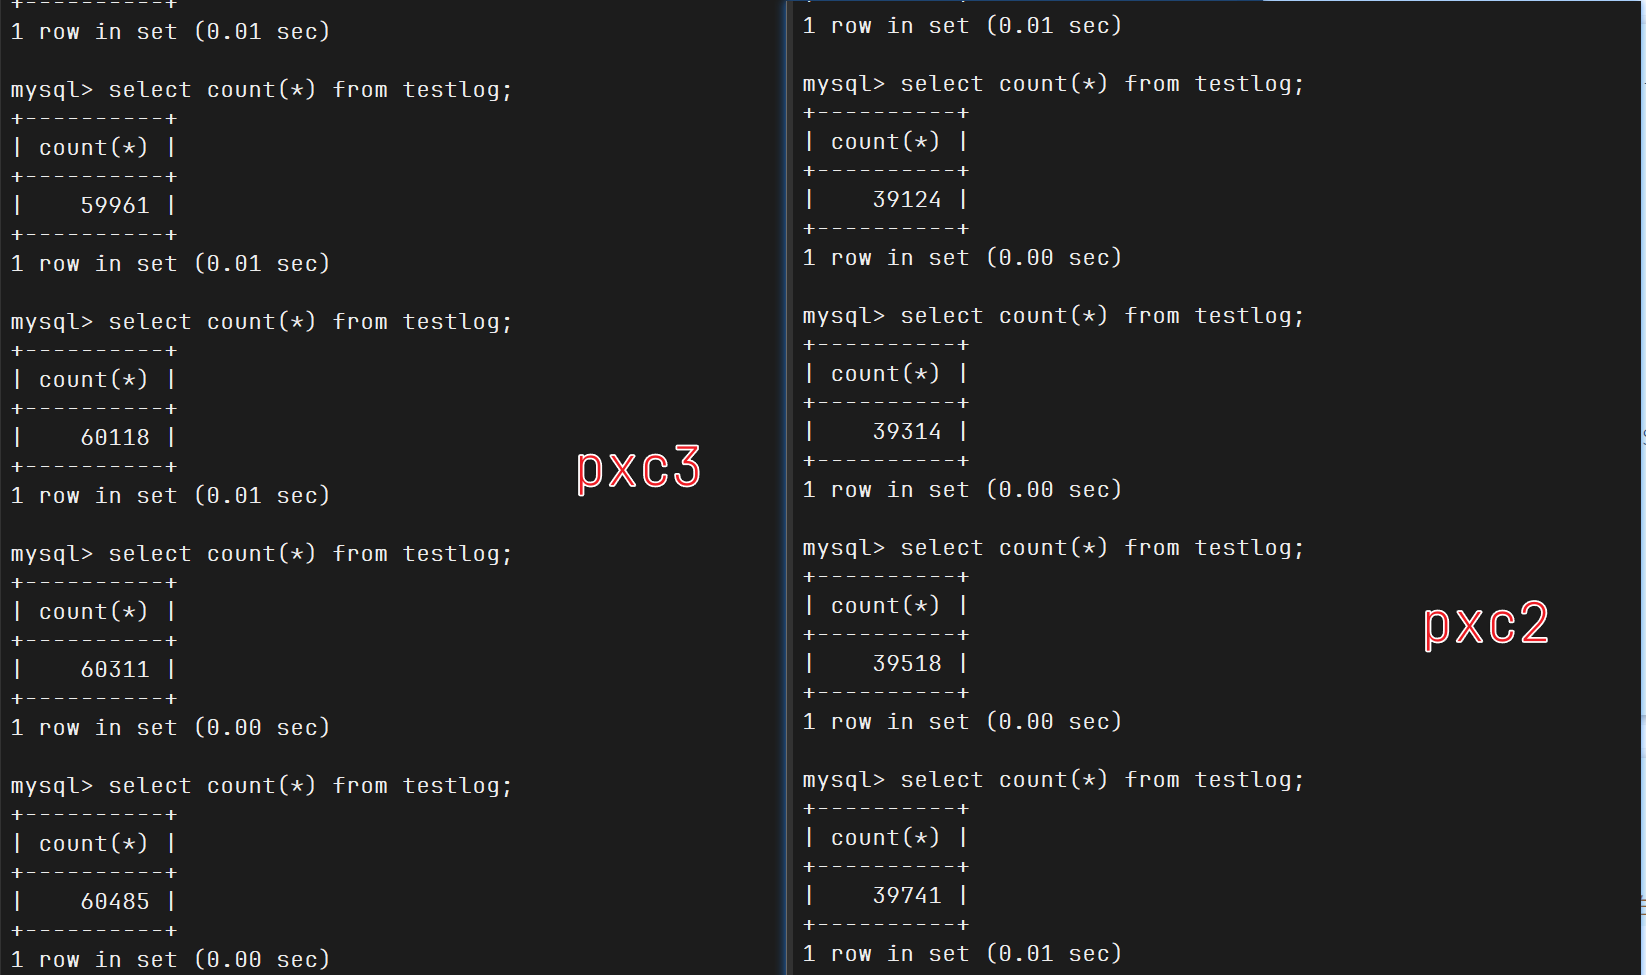 +----------+
1 row in set (0.01 sec)
mysql> select count(*) from testlog;
+----------+
| count(*) |
+----------+
|    59961 |
+----------+
1 row in set (0.01 sec)
mysql> select count(*) from testlog;
+----------+
| count(*) |
+----------+
|    60118 |
+----------+
1 row in set (0.01 sec)
mysql> select count(*) from testlog;
+----------+
| count(*) |
+----------+
|    60311 |
+----------+
1 row in set (0.00 sec)
mysql> select count(*) from testlog;
+----------+
| count(*) |
+----------+
|    60485 |
+----------+
1 row in set (0.00 sec)
pxc3
1 row in set (0.01 sec)
mysql> select count(*) from testlog;
+----------+
| count(*) |
+----------+
|    39124 |
+----------+
1 row in set (0.00 sec)
mysql> select count(*) from testlog;
+----------+
| count(*) |
+----------+
|    39314 |
+----------+
1 row in set (0.00 sec)
mysql> select count(*) from testlog;
+----------+
| count(*) |
+----------+
|    39518 |
+----------+
1 row in set (0.00 sec)
mysql> select count(*) from testlog;
+----------+
| count(*) |
+----------+
|    39741 |
+----------+
1 row in set (0.01 sec)
pxc2